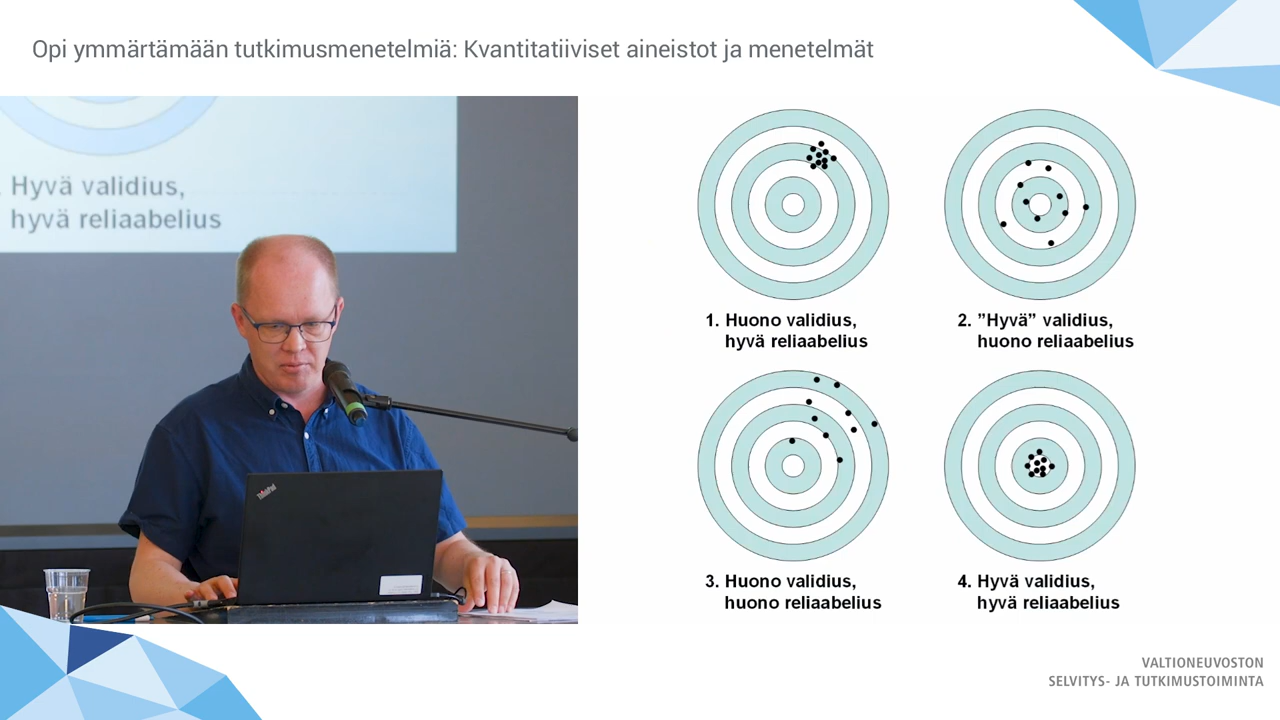 Opi ymmärtämään tutkimusmenetelmiä: Kvantitatiiviset aineistot ja menetelmät
Hyvä validius,
hyvä reliaabelius
ThinkPad
1. Huono validius,
hyvä reliaabelius
2. ”Hyvä” validius,
huono reliaabelius
3. Huono validius,
huono reliaabelius
4. Hyvä validius,
hyvä reliaabelius
VALTIONEUVOSTON
SELVITYS- JA TUTKIMUSTOIMINTA